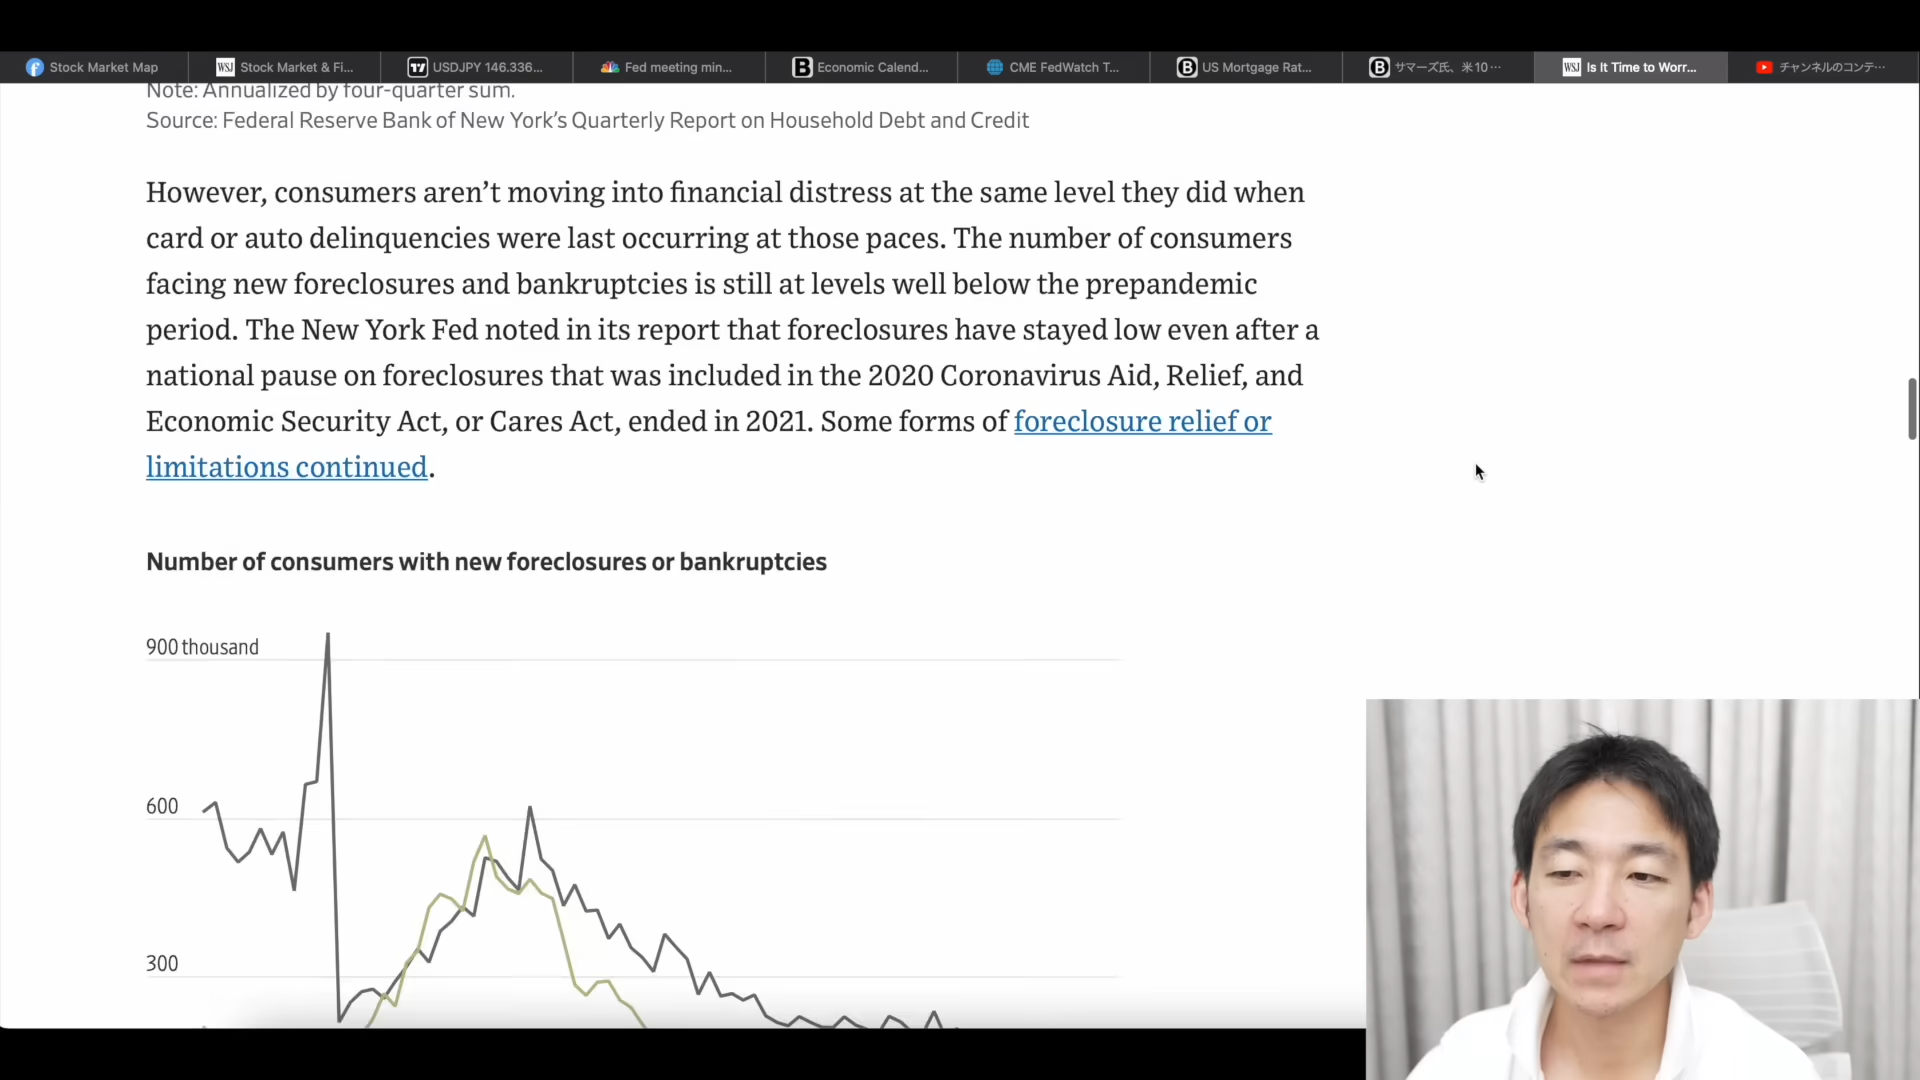 Stock Market Map
WSJ Stock Market & Fi...
USDJPY 146.336...
Fed meeting min...
B Economic Calend...
CME FedWatch T...
B US Mortgage Rat...
B サマーズ氏、米10…
WSJ Is It Time to Worr...
チャンネルのコンテ…
Note: Annualized by four-quarter sum.
Source: Federal Reserve Bank of New York’s Quarterly Report on Household Debt and Credit
However, consumers aren’t moving into financial distress at the same level they did when
card or auto delinquencies were last occurring at those paces. The number of consumers
facing new foreclosures and bankruptcies is still at levels well below the prepandemic
period. The New York Fed noted in its report that foreclosures have stayed low even after a
national pause on foreclosures that was included in the 2020 Coronavirus Aid, Relief, and
Economic Security Act, or Cares Act, ended in 2021. Some forms of foreclosure relief or
limitations continued.
Number of consumers with new foreclosures or bankruptcies
900 thousand
600
300